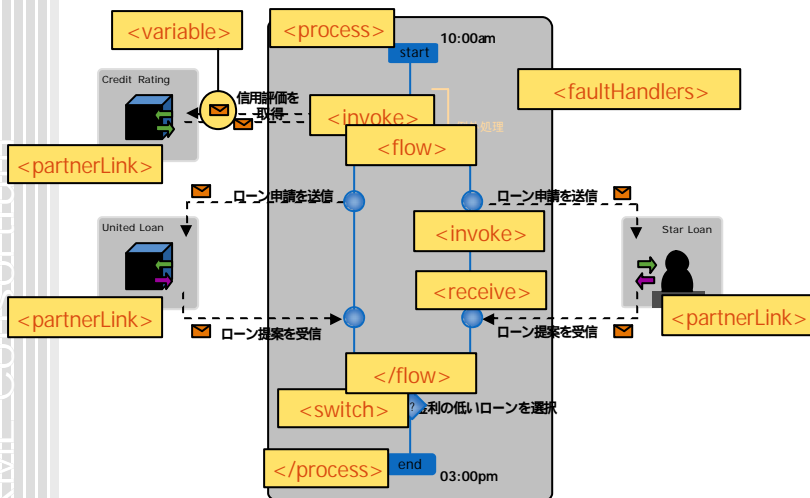 <variable>
<process>
10:00am
start
Credit Rating
信用評価を
取得
<faultHandlers>
<invoke>
処理
<flow>
<partnerLink>
ローン申請を送信
ローン申請を送信
United Loan
Star Loan
<invoke>
<receive>
<partnerLink>
<partnerLink>
ローン提案を受信
ローン提案を受信
</flow>
<switch>
?
金利の低いローンを選択
</process>
end
03:00pm